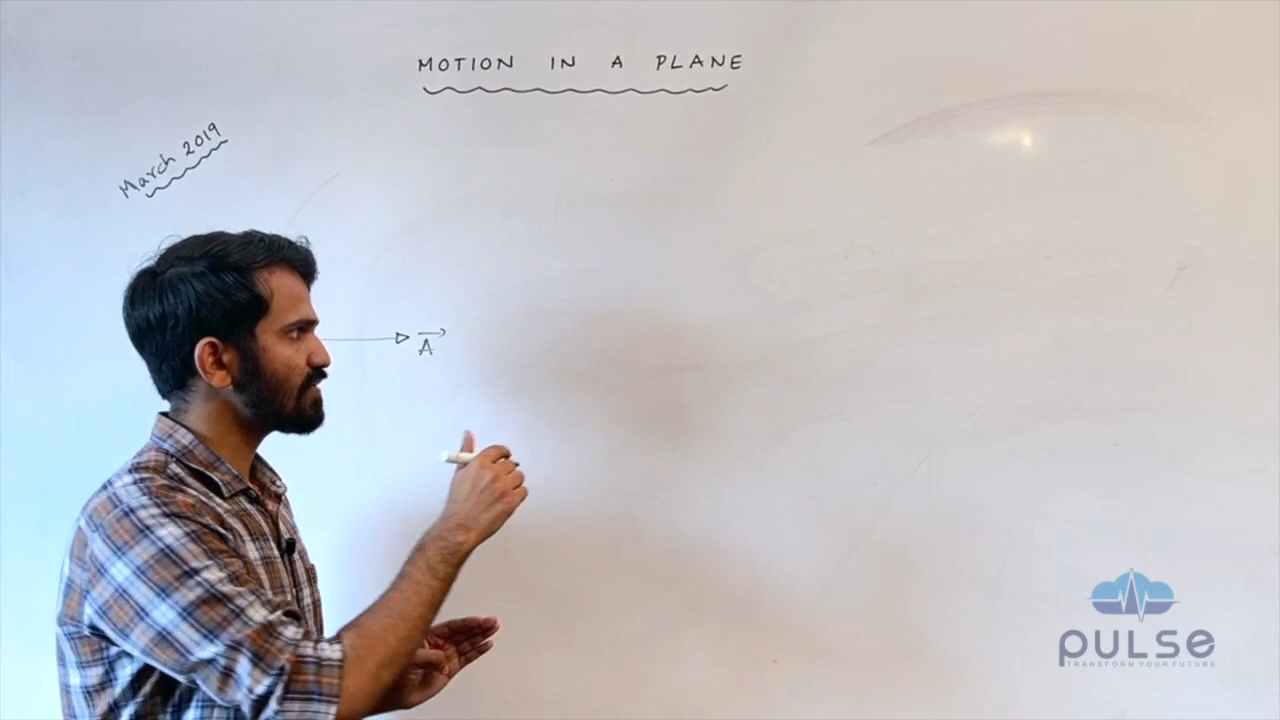 MOTION IN A PLANE
March 2019
A
PULSE
TRANSFORM YOUR FUTURE